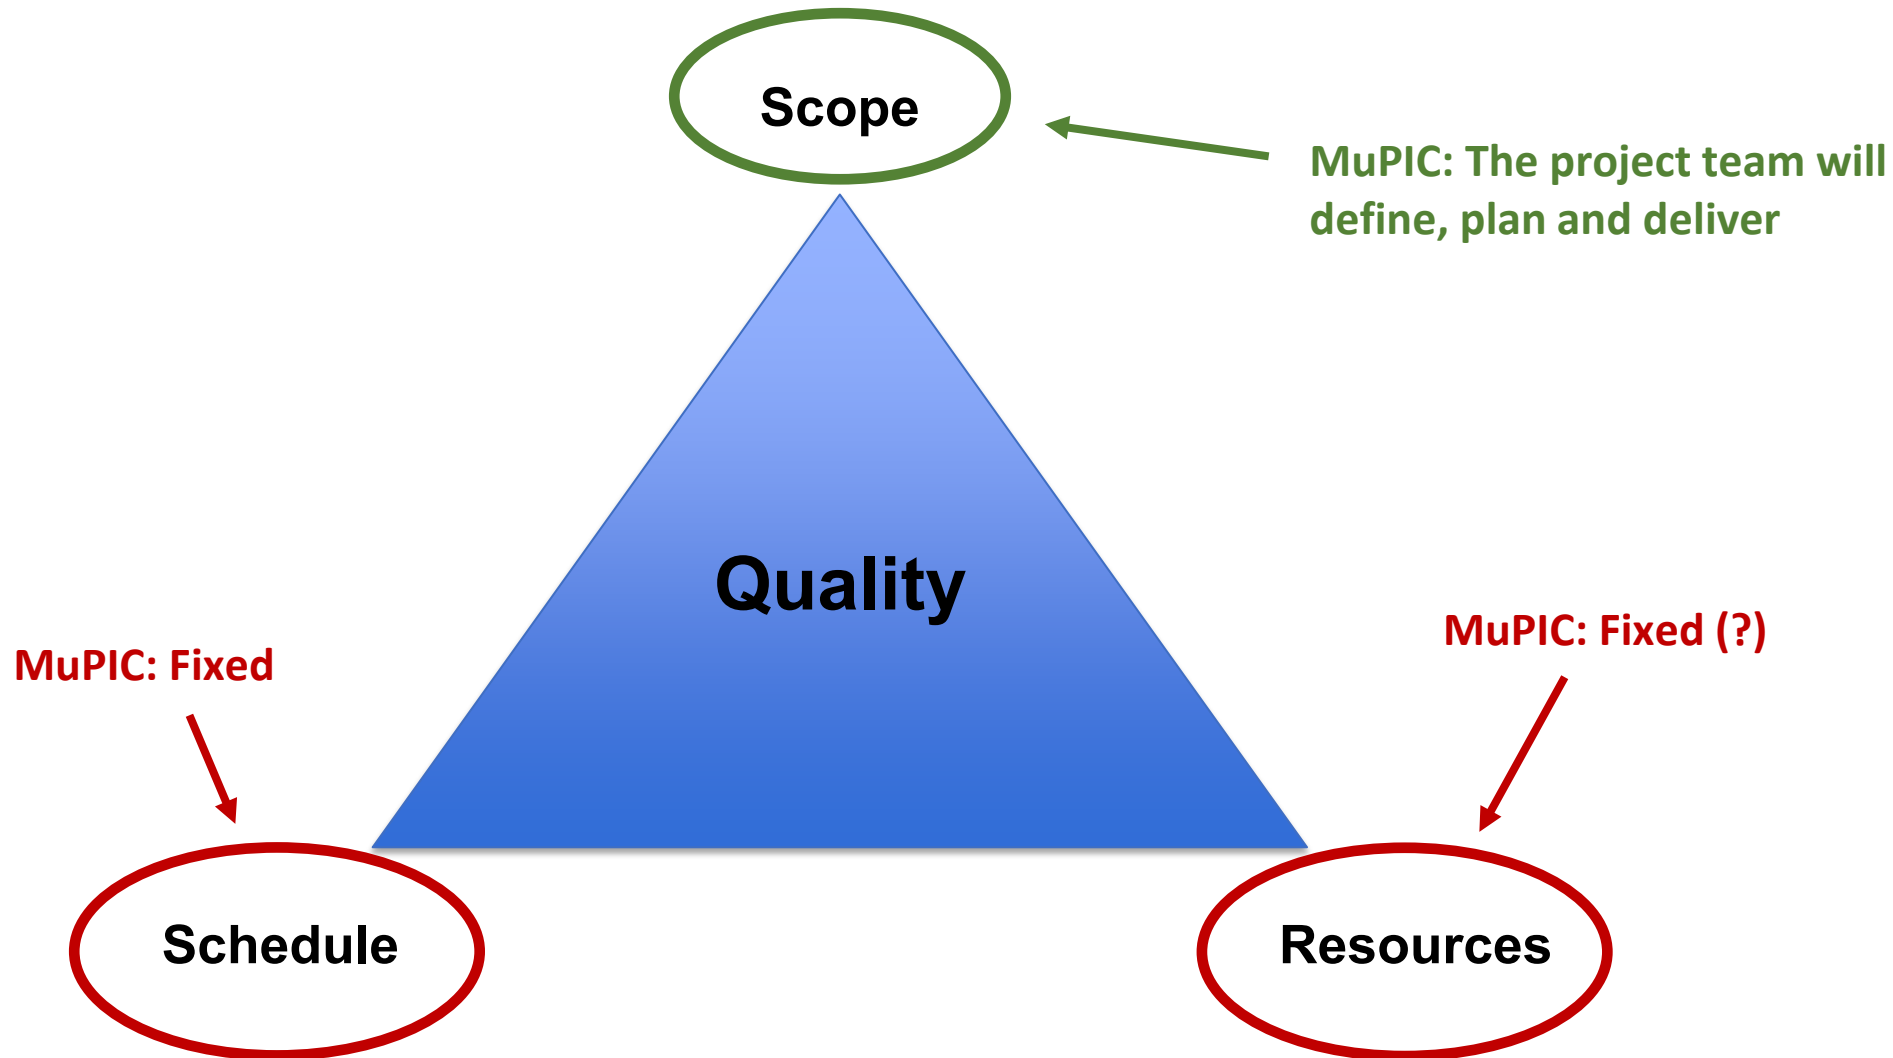 Scope
MuPIC: The project team will
define, plan and deliver
Quality
MuPIC: Fixed (?)
MuPIC: Fixed
Schedule
Resources